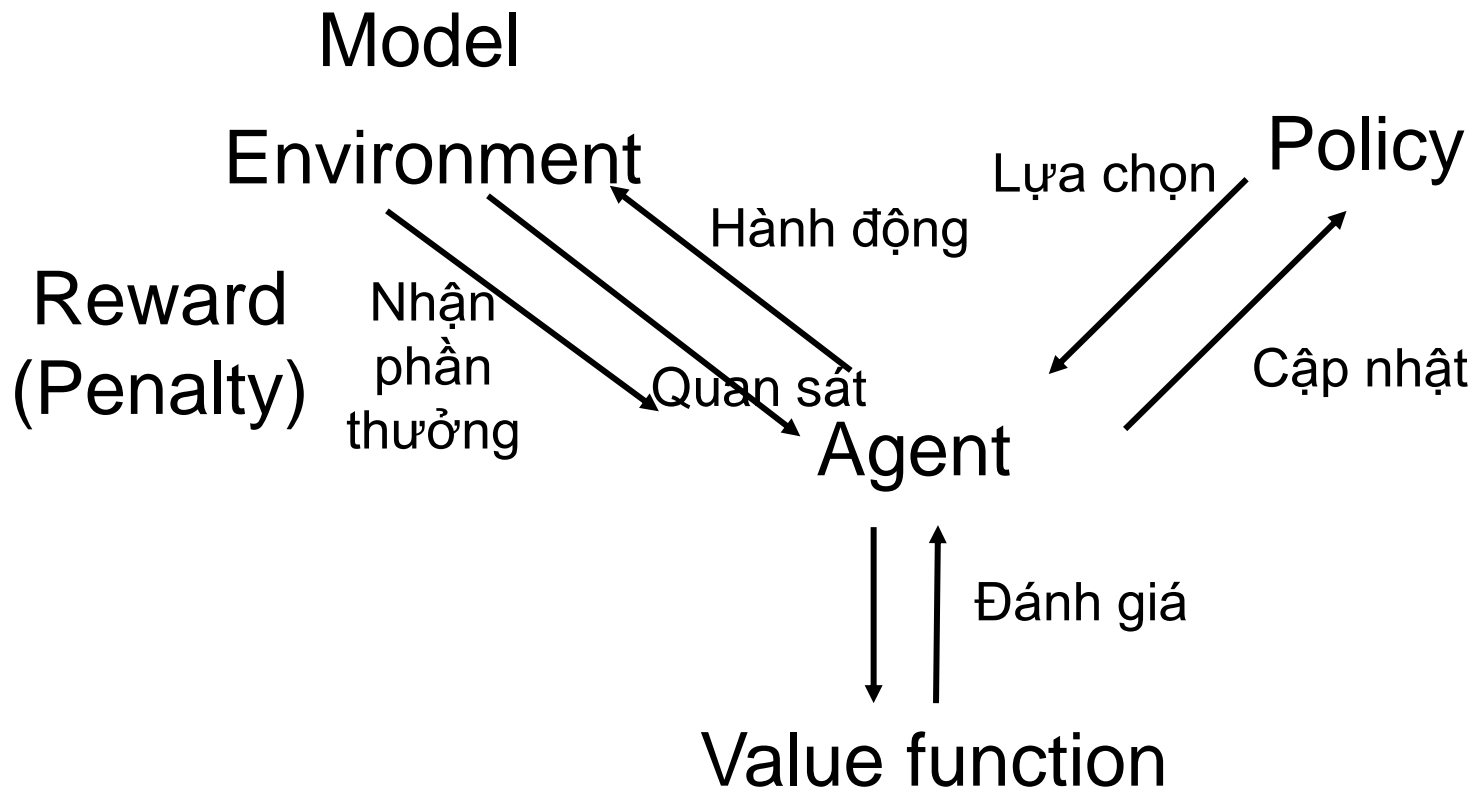 Model
Environment
Policy
Lựa chọn
Hành động
Reward
(Penalty)
Nhận
phần
thưởng
Quan sát
Cập nhật
Agent
Đánh giá
Value function